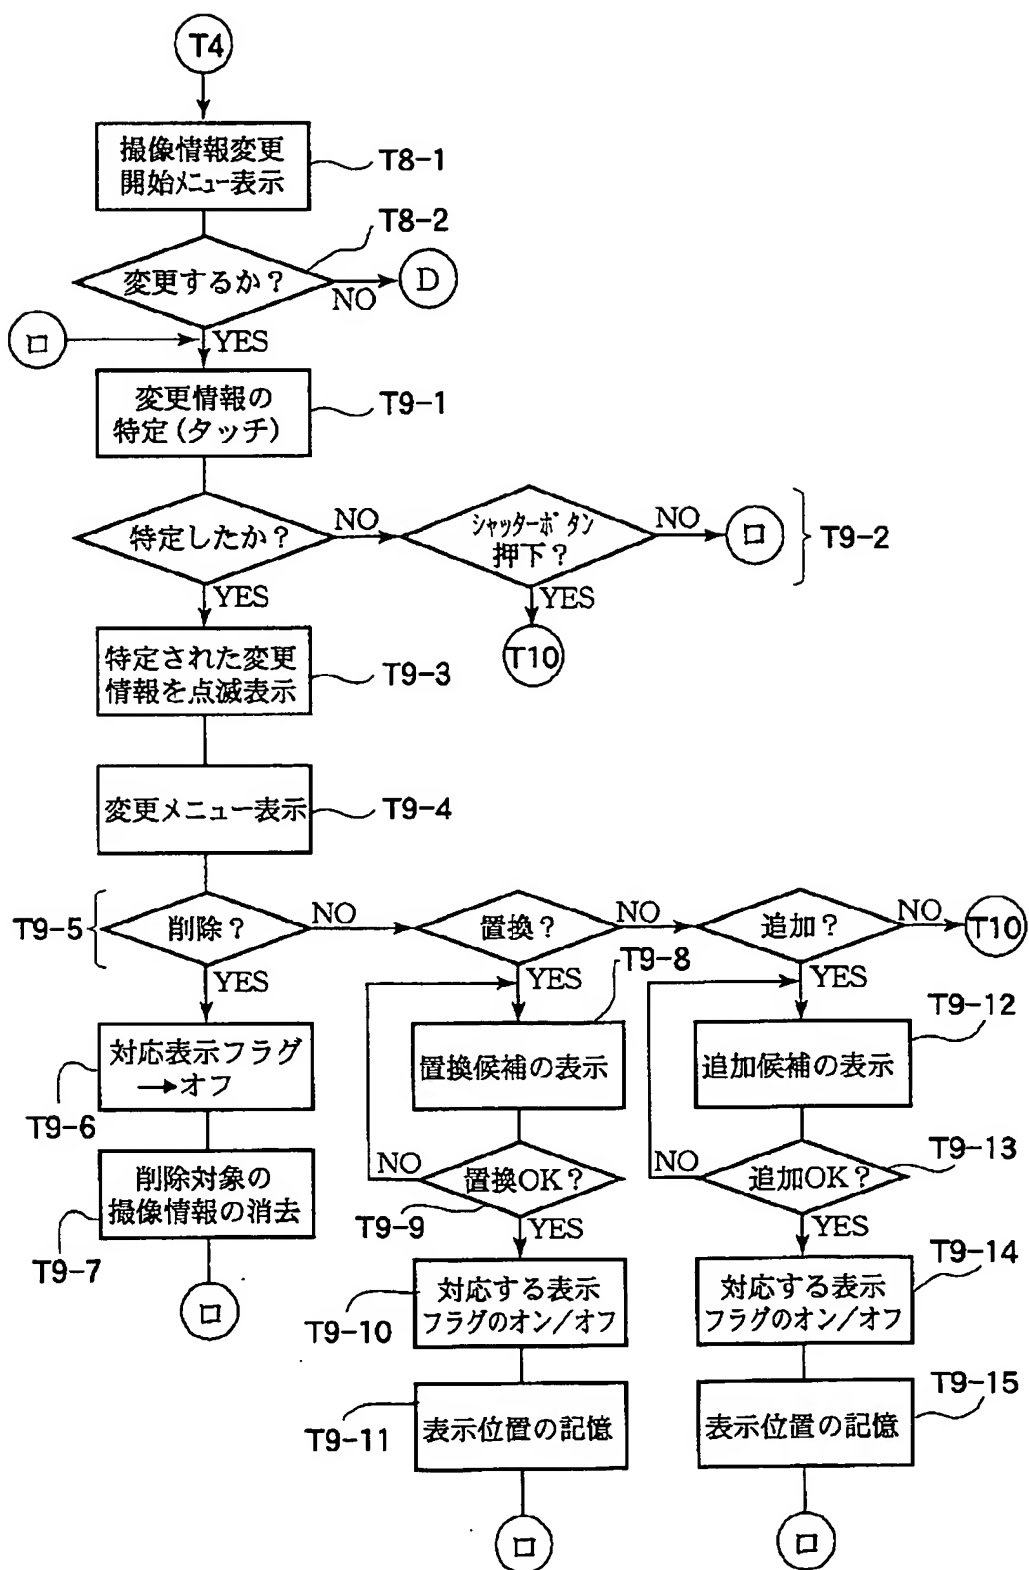 T4
撮像情報変更
開始メニュー表示
T8-1
T8-2
変更するか？
NO
D
ロ
YES
変更情報の
特定(タッチ)
T9-1
特定したか？
NO
シャッターボタン
押下？
NO
ロ
T9-2
YES
YES
T10
特定された変更
情報を点滅表示
T9-3
変更メニュー表示
T9-4
T9-5
削除？
NO
置換？
NO
追加？
NO
T10
YES
YES
T9-8
YES
T9-12
対応表示フラグ
→オフ
T9-6
置換候補の表示
追加候補の表示
削除対象の
撮像情報の消去
T9-7
ロ
NO
置換OK？
T9-9
YES
NO
追加OK？
T9-13
YES
対応する表示
フラグのオン/オフ
T9-10
対応する表示
フラグのオン/オフ
T9-14
表示位置の記憶
T9-11
表示位置の記憶
T9-15
ロ
ロ